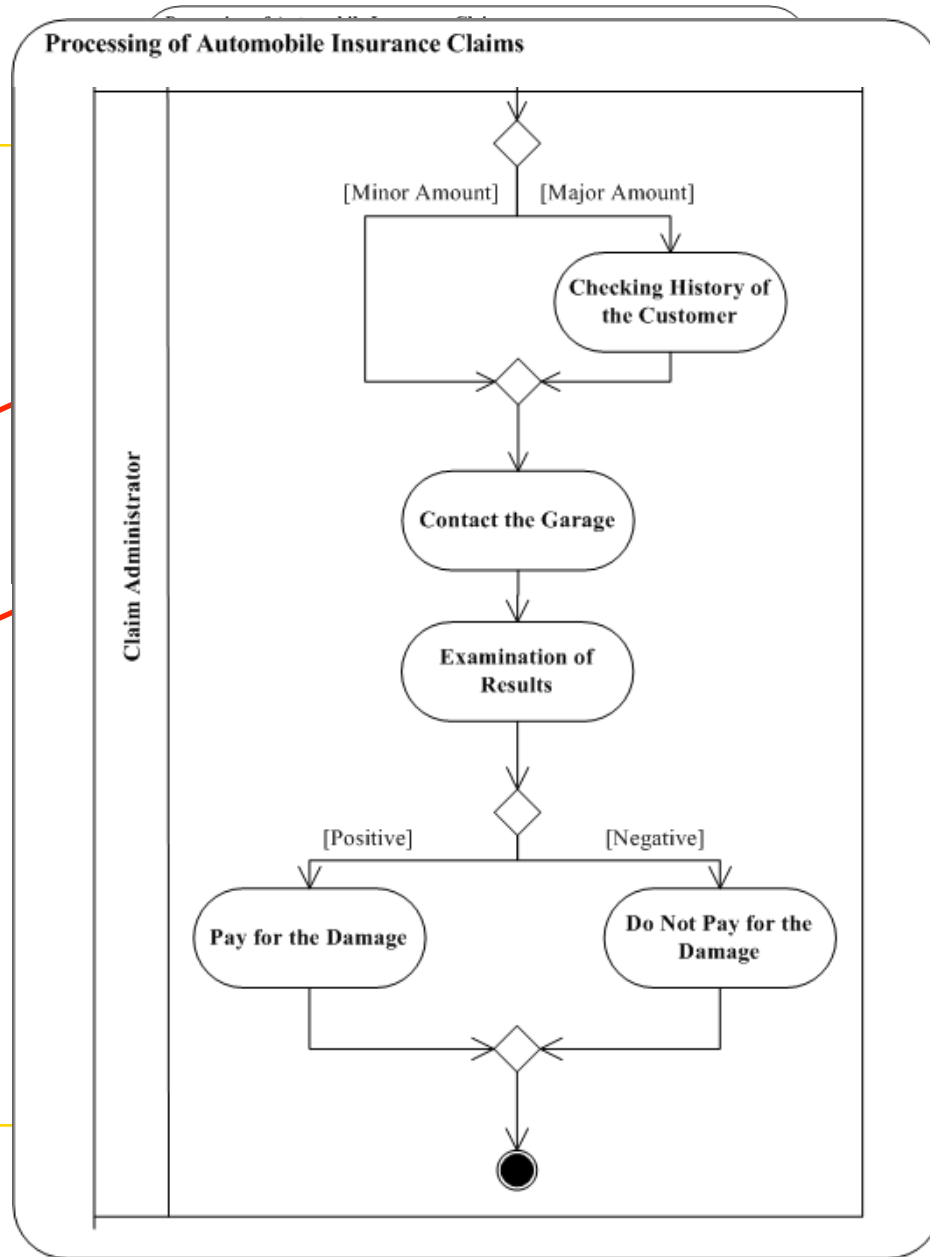 Processing of Automobile Insurance Claims
[Minor Amount] [Major Amount]
Checking History of
the Customer
Claim Administrator
Contact the Garage
Examination of
Results
[Positive] [Negative]
Pay for the Damage
Do Not Pay for the
Damage